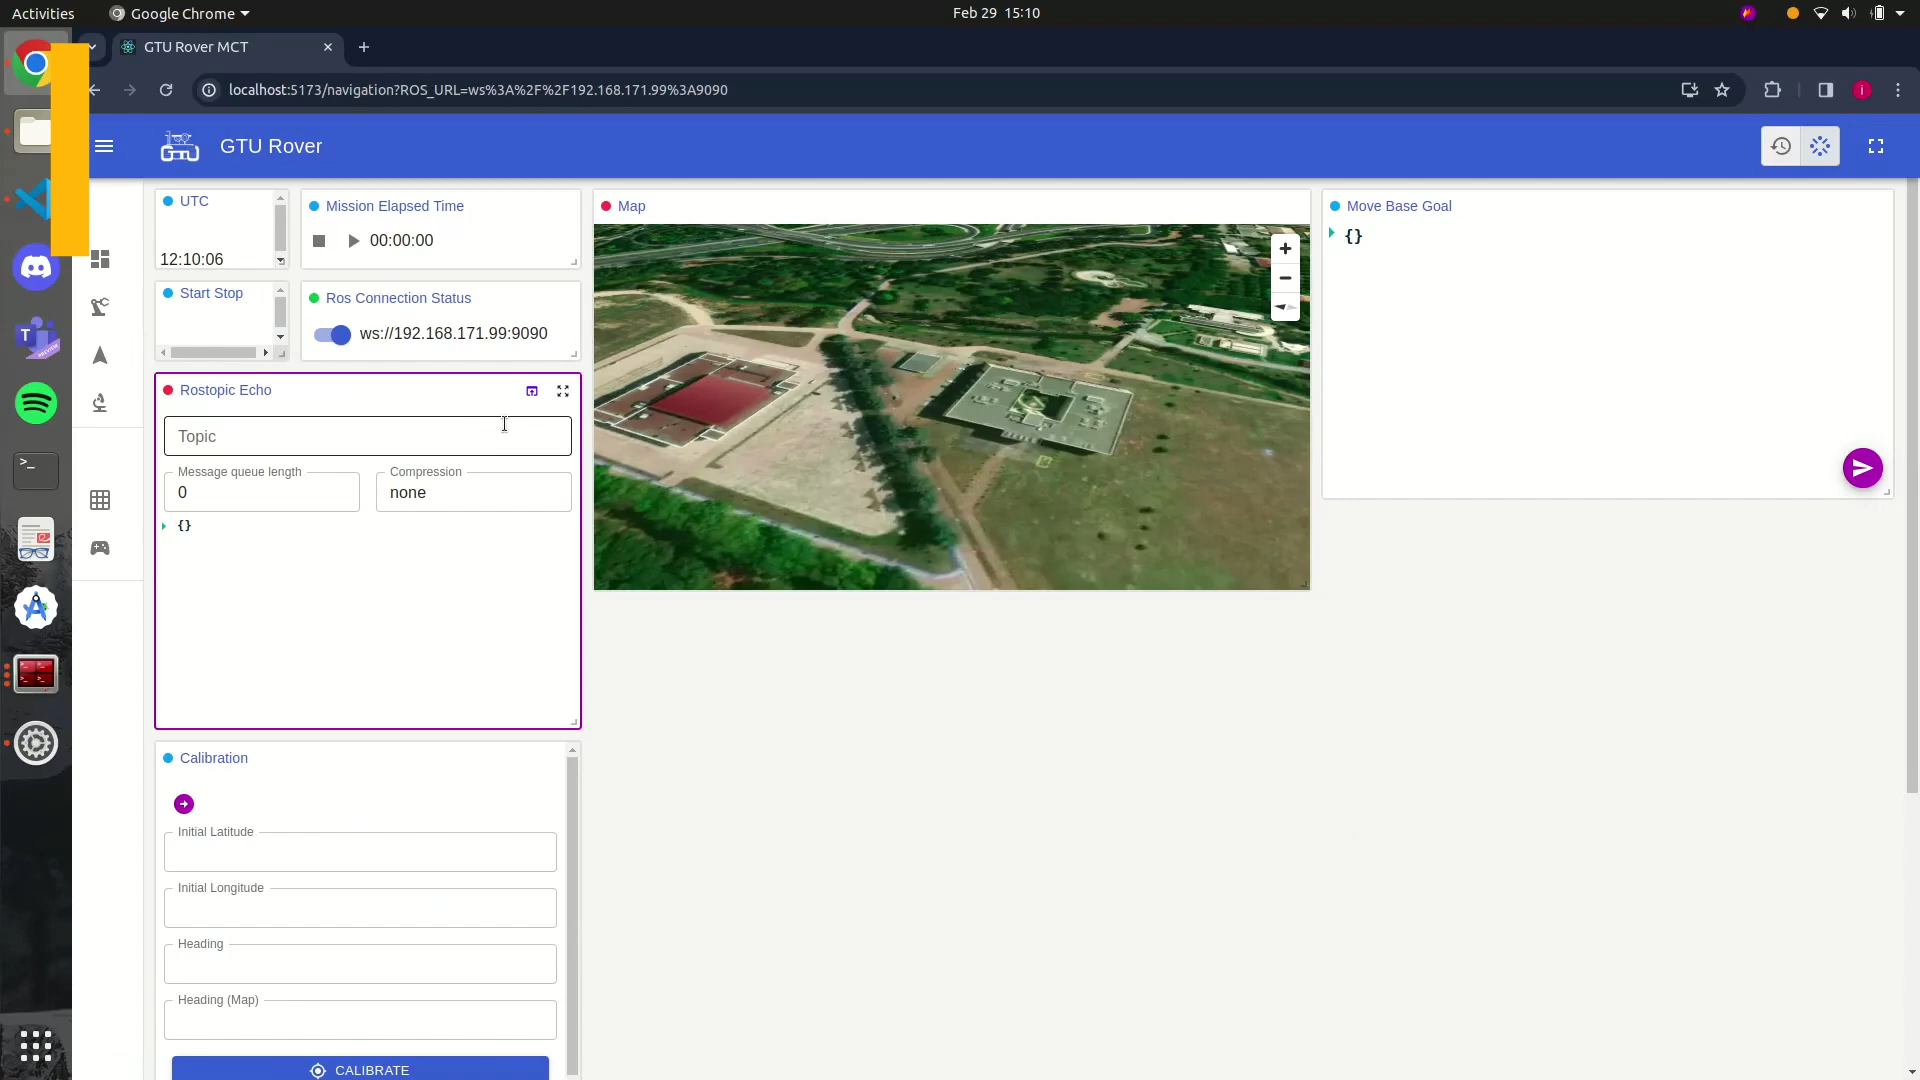 Activities
Google Chrome
Feb 29 15:10
GTU Rover MCT
localhost:5173/navigation?ROS_URL=ws%3A%2F%2F192.168.171.99%3A9090
i
GTU
GTU Rover
UTC
12:10:06
Mission Elapsed Time
00:00:00
Start Stop
Ros Connection Status
ws://192.168.171.99:9090
Rostopic Echo
Topic
Message queue length
0
Compression
none
{}
Calibration
Initial Latitude
Initial Longitude
Heading
Heading (Map)
CALIBRATE
Map
+
−
Move Base Goal
{}
T
>_